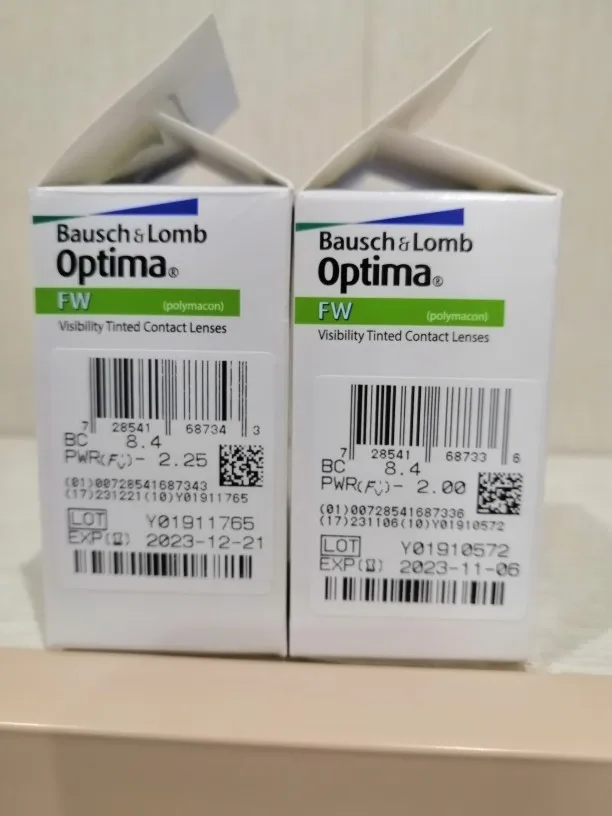 Bausch & Lomb
Optima®
FW (polymacon)
Visibility Tinted Contact Lenses
7 28541 68734 3
BC 8.4
PWR(F'v)- 2.25
(01)00728541687343
(17)231221(10)Y01911765
LOT Y01911765
EXP 2023-12-21
Bausch & Lomb
Optima®
FW (polymacon)
Visibility Tinted Contact Lenses
7 28541 68733 6
BC 8.4
PWR(F'v)- 2.00
(01)00728541687336
(17)231106(10)Y01910572
LOT Y01910572
EXP 2023-11-06